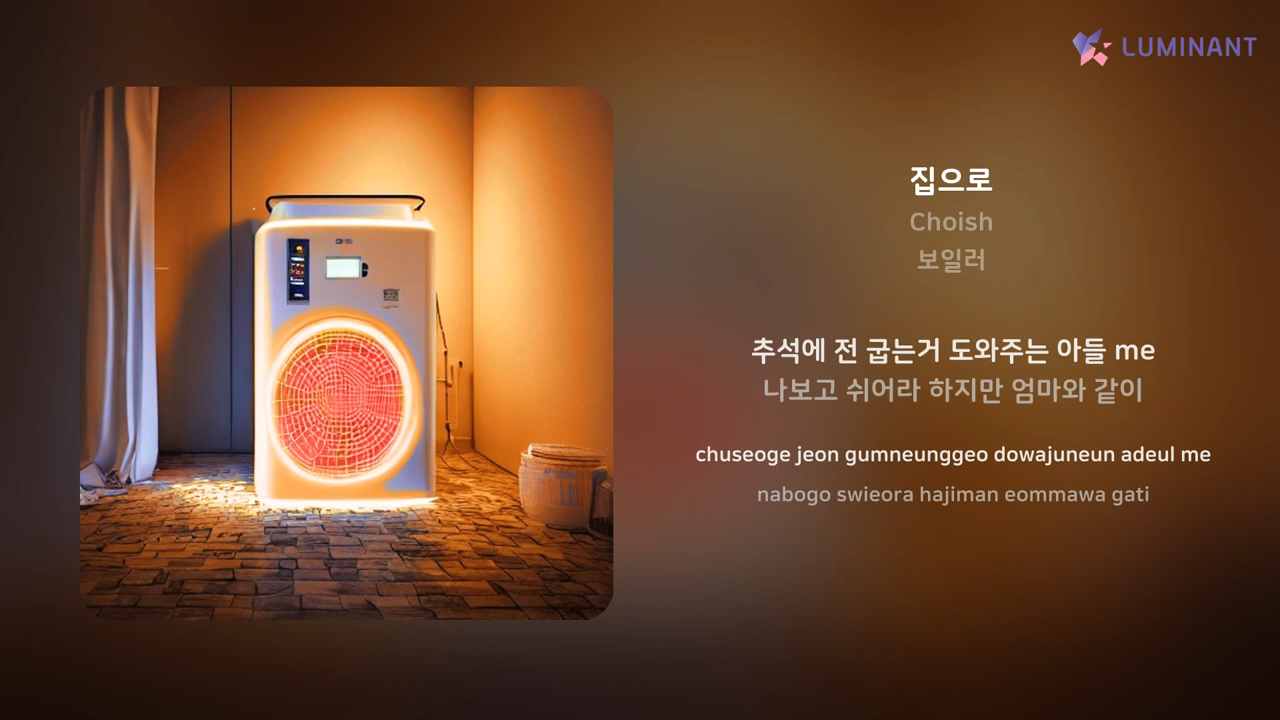 LUMINANT
집으로
Choish
보일러
추석에 전 굽는거 도와주는 아들 me
나보고 쉬어라 하지만 엄마와 같이
chuseoge jeon gumneunggeo dowajuneun adeul me
nabogo swieora hajiman eommawa gati